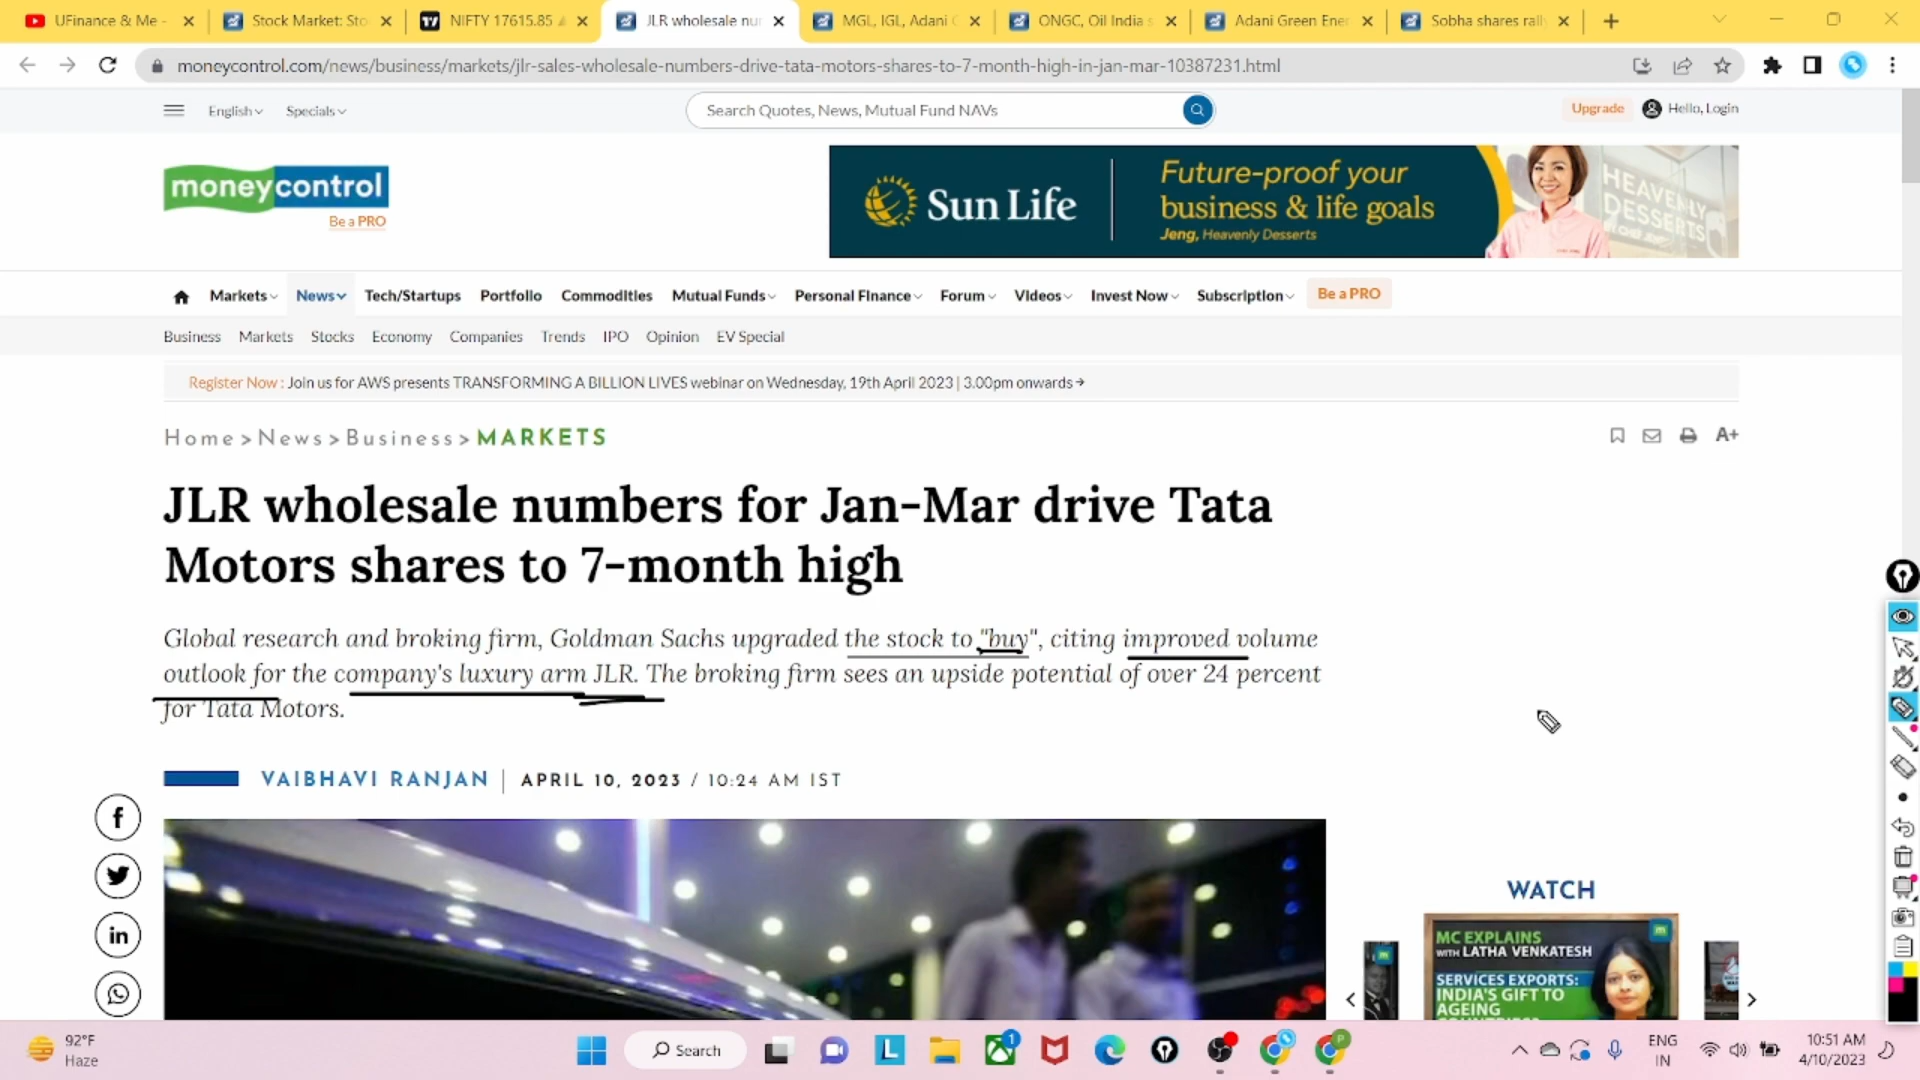 UFinance & Me -
Stock Market: Sto
NIFTY 17615.85
JLR wholesale nu
MGL, IGL, Adani
ONGC, Oil India s
Adani Green Ene
Sobha shares rall
moneycontrol.com/news/business/markets/jlr-sales-wholesale-numbers-drive-tata-motors-shares-to-7-month-high-in-jan-mar-10387231.html
English
Specials
Search Quotes, News, Mutual Fund NAVs
Upgrade
Hello, Login
moneycontrol
Be a PRO
Sun Life
Future-proof your
business & life goals
Jeng, Heavenly Desserts
HEAVENLY
DESSERTS
Markets
News
Tech/Startups
Portfolio
Commodities
Mutual Funds
Personal Finance
Forum
Videos
Invest Now
Subscription
Be a PRO
Business
Markets
Stocks
Economy
Companies
Trends
IPO
Opinion
EV Special
Register Now : Join us for AWS presents TRANSFORMING A BILLION LIVES webinar on Wednesday, 19th April 2023 | 3.00pm onwards
Home > News > Business > MARKETS
A+
JLR wholesale numbers for Jan-Mar drive Tata
Motors shares to 7-month high
Global research and broking firm, Goldman Sachs upgraded the stock to "buy", citing improved volume
outlook for the company's luxury arm JLR. The broking firm sees an upside potential of over 24 percent
for Tata Motors.
VAIBHAVI RANJAN | APRIL 10, 2023 / 10:24 AM IST
WATCH
MC EXPLAINS
WITH LATHA VENKATESH
SERVICES EXPORTS:
INDIA'S GIFT TO
AGEING
92°F
Haze
Search
1
ENG
IN
10:51 AM
4/10/2023